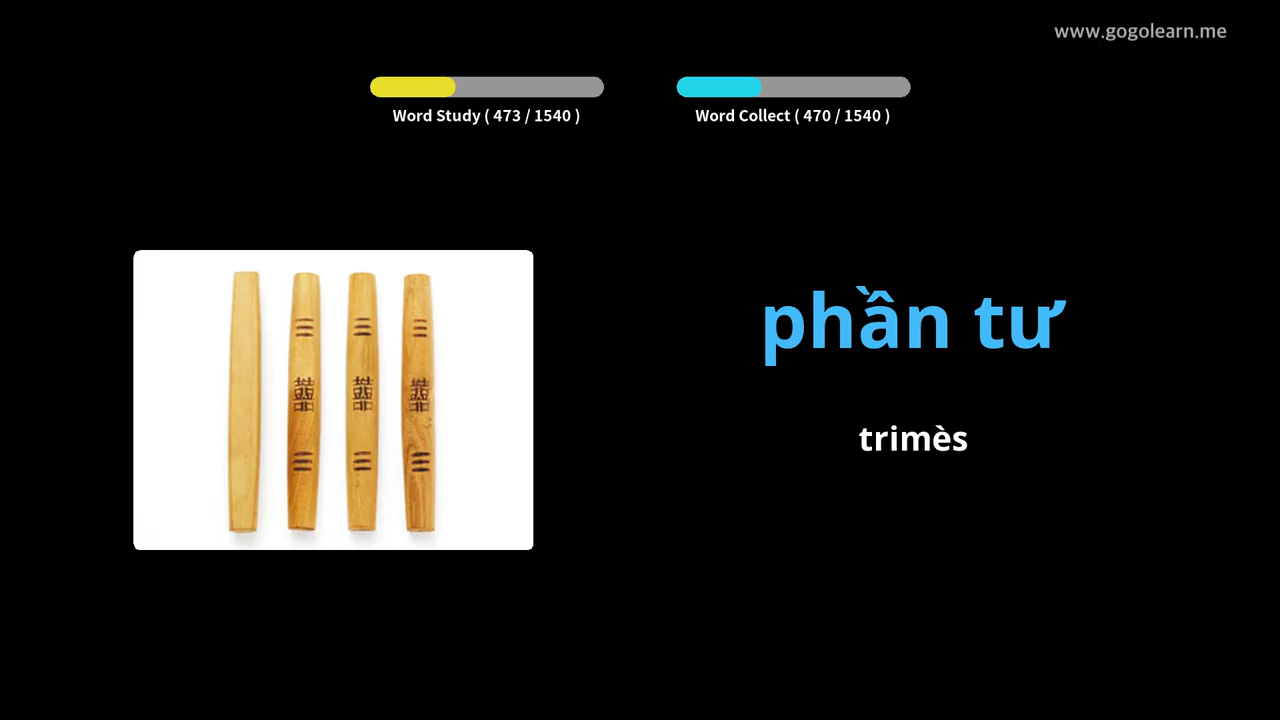 www.gogolearn.me
Word Study ( 473 / 1540 )
Word Collect ( 470 / 1540 )
phần tư
trimès